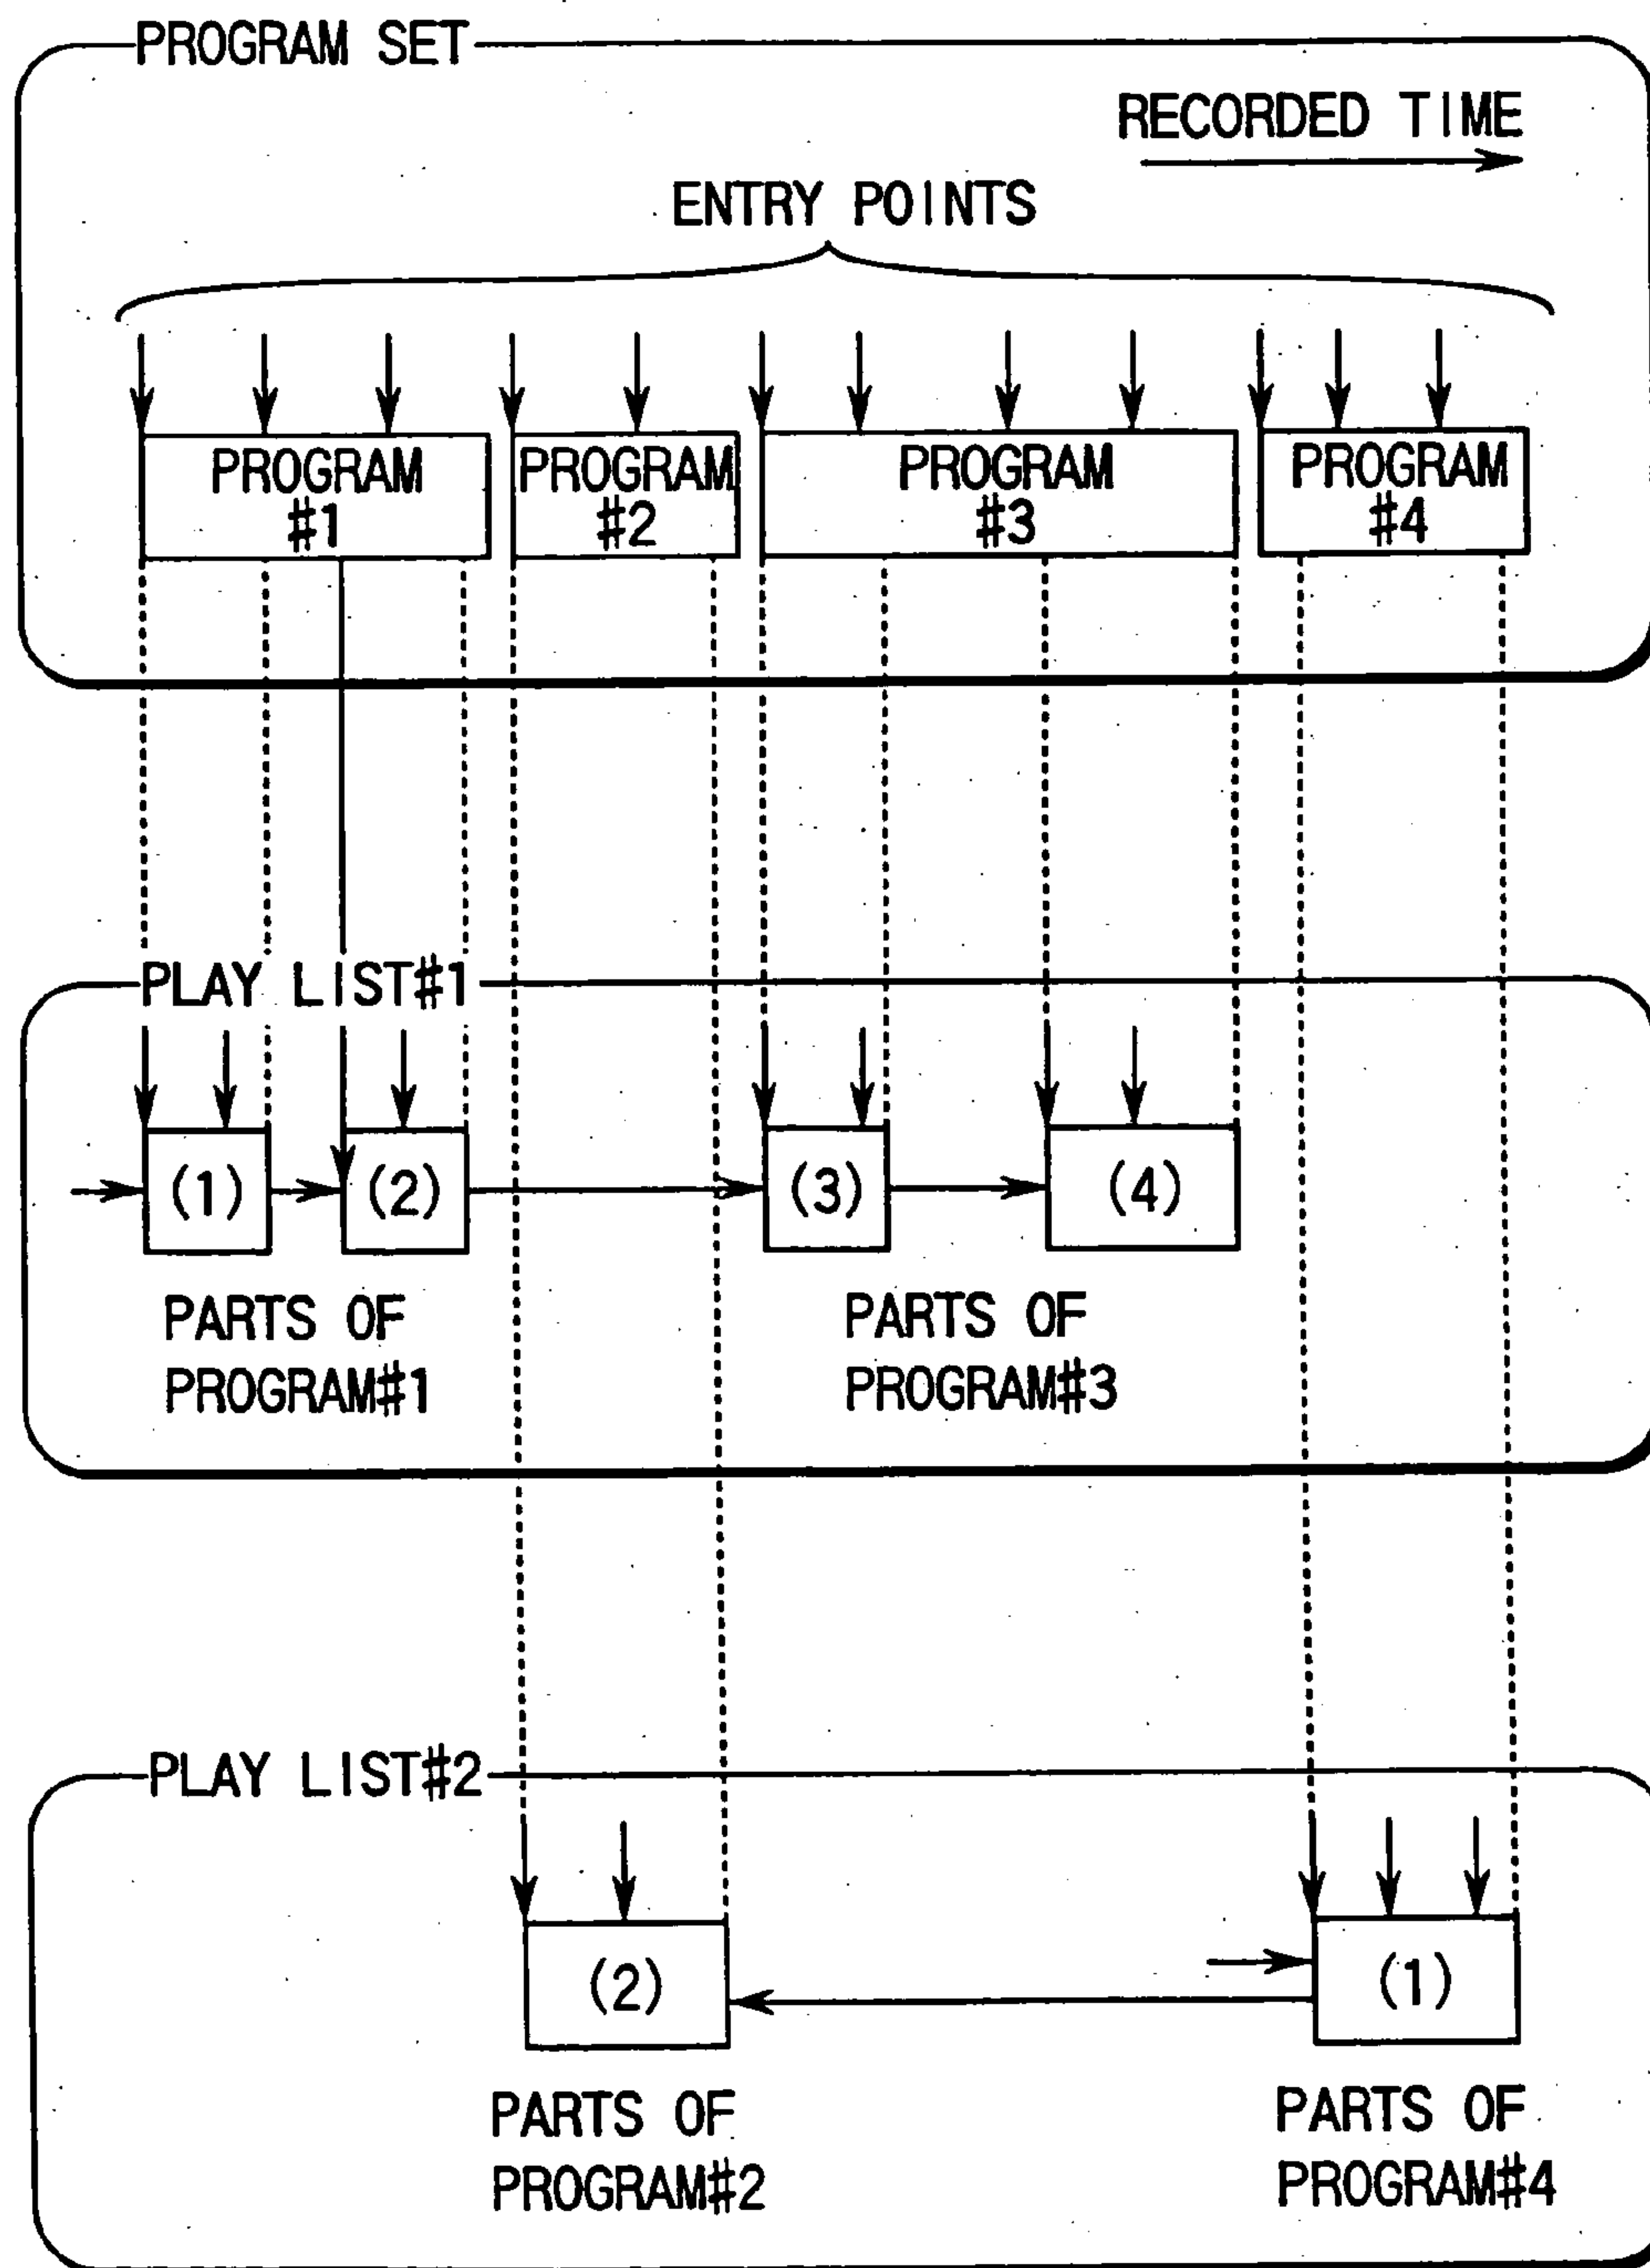 PROGRAM SET
RECORDED TIME
ENTRY POINTS
PROGRAM
#1
PROGRAM
#2
PROGRAM
#3
PROGRAM
#4
PLAY LIST#1
(1)
(2)
(3)
(4)
PARTS OF
PROGRAM#1
PARTS OF
PROGRAM#3
PLAY LIST#2
(2)
(1)
PARTS OF
PROGRAM#2
PARTS OF
PROGRAM#4